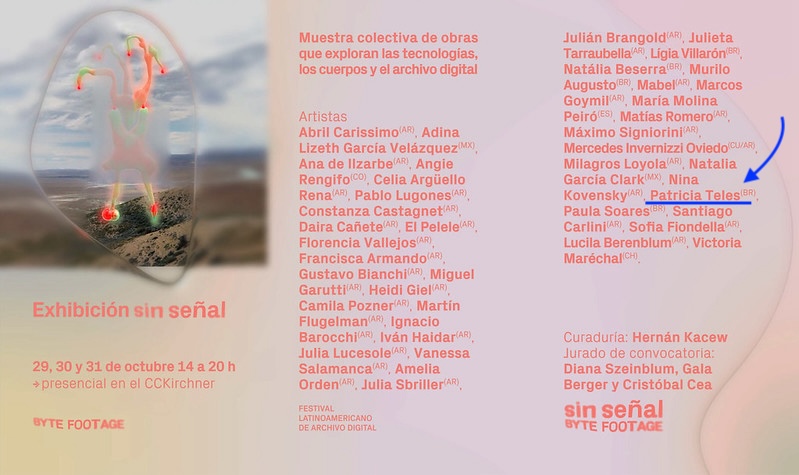 Exhibición sin señal
29, 30 y 31 de octubre 14 a 20 h
→presencial en el CCKirchner
BYTE FOOTAGE
Muestra colectiva de obras
que exploran las tecnologías,
los cuerpos y el archivo digital
Artistas
Abril Carissimo(AR), Adina
Lizeth García Velázquez(MX),
Ana de Ilzarbe(AR), Angie
Rengifo(CO), Celia Argüello
Rena(AR), Pablo Lugones(AR),
Constanza Castagnet(AR),
Daira Cañete(AR), El Pelele(AR),
Florencia Vallejos(AR),
Francisca Armando(AR),
Gustavo Bianchi(AR), Miguel
Garutti(AR), Heidi Giel(AR),
Camila Pozner(AR), Martín
Flugelman(AR), Ignacio
Barocchi(AR), Iván Haidar(AR),
Julia Lucesole(AR), Vanessa
Salamanca(AR), Amelia
Orden(AR), Julia Sbriller(AR),
FESTIVAL
LATINOAMERICANO
DE ARCHIVO DIGITAL
Julián Brangold(AR), Julieta
Tarraubella(AR), Lígia Villarón(BR),
Natália Beserra(BR), Murilo
Augusto(BR), Mabel(AR), Marcos
Goymil(AR), María Molina
Peiró(ES), Matías Romero(AR),
Máximo Signiorini(AR),
Mercedes Invernizzi Oviedo(CU/AR),
Milagros Loyola(AR), Natalia
García Clark(MX), Nina
Kovensky(AR), Patricia Teles(BR),
Paula Soares(BR), Santiago
Carlini(AR), Sofia Fiondella(AR),
Lucila Berenblum(AR), Victoria
Maréchal(CH).
Curaduría: Hernán Kacew
Jurado de convocatoria:
Diana Szeinblum, Gala
Berger y Cristóbal Cea
sin señal
BYTE FOOTAGE